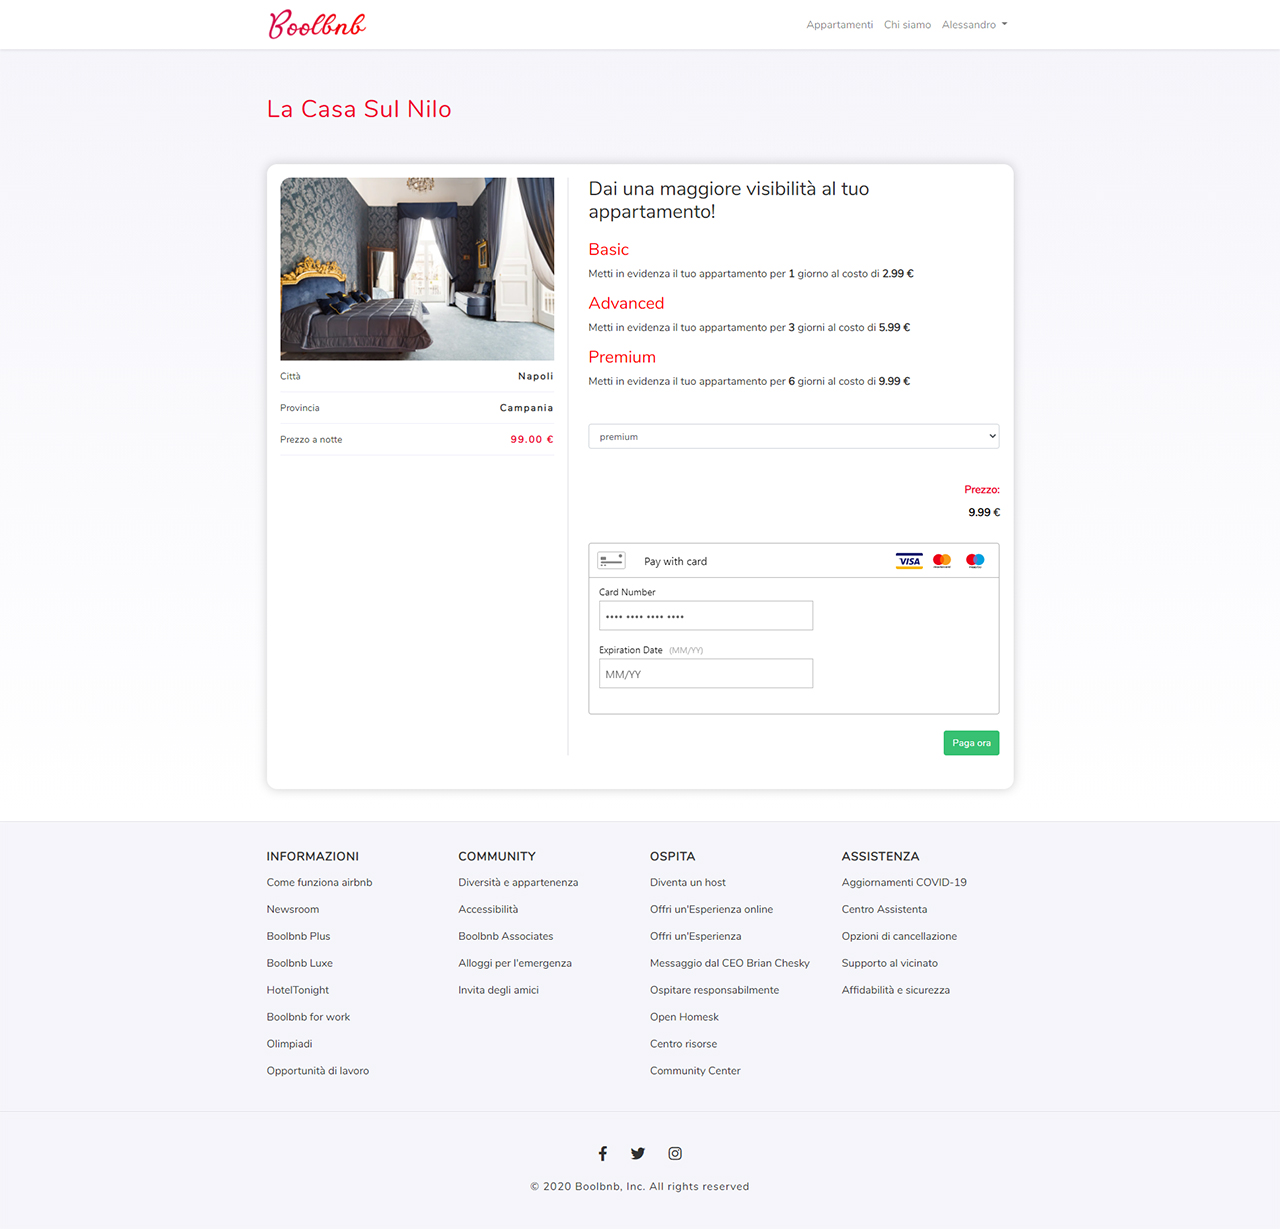 Boolbnb
Appartamenti Chi siamo Alessandro
La Casa Sul Nilo
Città Napoli
Provincia Campania
Prezzo a notte 99.00 €
Dai una maggiore visibilità al tuo
appartamento!
Basic
Metti in evidenza il tuo appartamento per 1 giorno al costo di 2.99 €
Advanced
Metti in evidenza il tuo appartamento per 3 giorni al costo di 5.99 €
Premium
Metti in evidenza il tuo appartamento per 6 giorni al costo di 9.99 €
premium
Prezzo:
9.99 €
Pay with card VISA
Card Number
•••• •••• •••• ••••
Expiration Date (MM/YY)
MM/YY
Paga ora
INFORMAZIONI
Come funziona airbnb
Newsroom
Boolbnb Plus
Boolbnb Luxe
HotelTonight
Boolbnb for work
Olimpiadi
Opportunità di lavoro
COMMUNITY
Diversità e appartenenza
Accessibilità
Boolbnb Associates
Alloggi per l'emergenza
Invita degli amici
OSPITA
Diventa un host
Offri un'Esperienza online
Offri un'Esperienza
Messaggio dal CEO Brian Chesky
Ospitare responsabilmente
Open Homesk
Centro risorse
Community Center
ASSISTENZA
Aggiornamenti COVID-19
Centro Assistenta
Opzioni di cancellazione
Supporto al vicinato
Affidabilità e sicurezza
© 2020 Boolbnb, Inc. All rights reserved